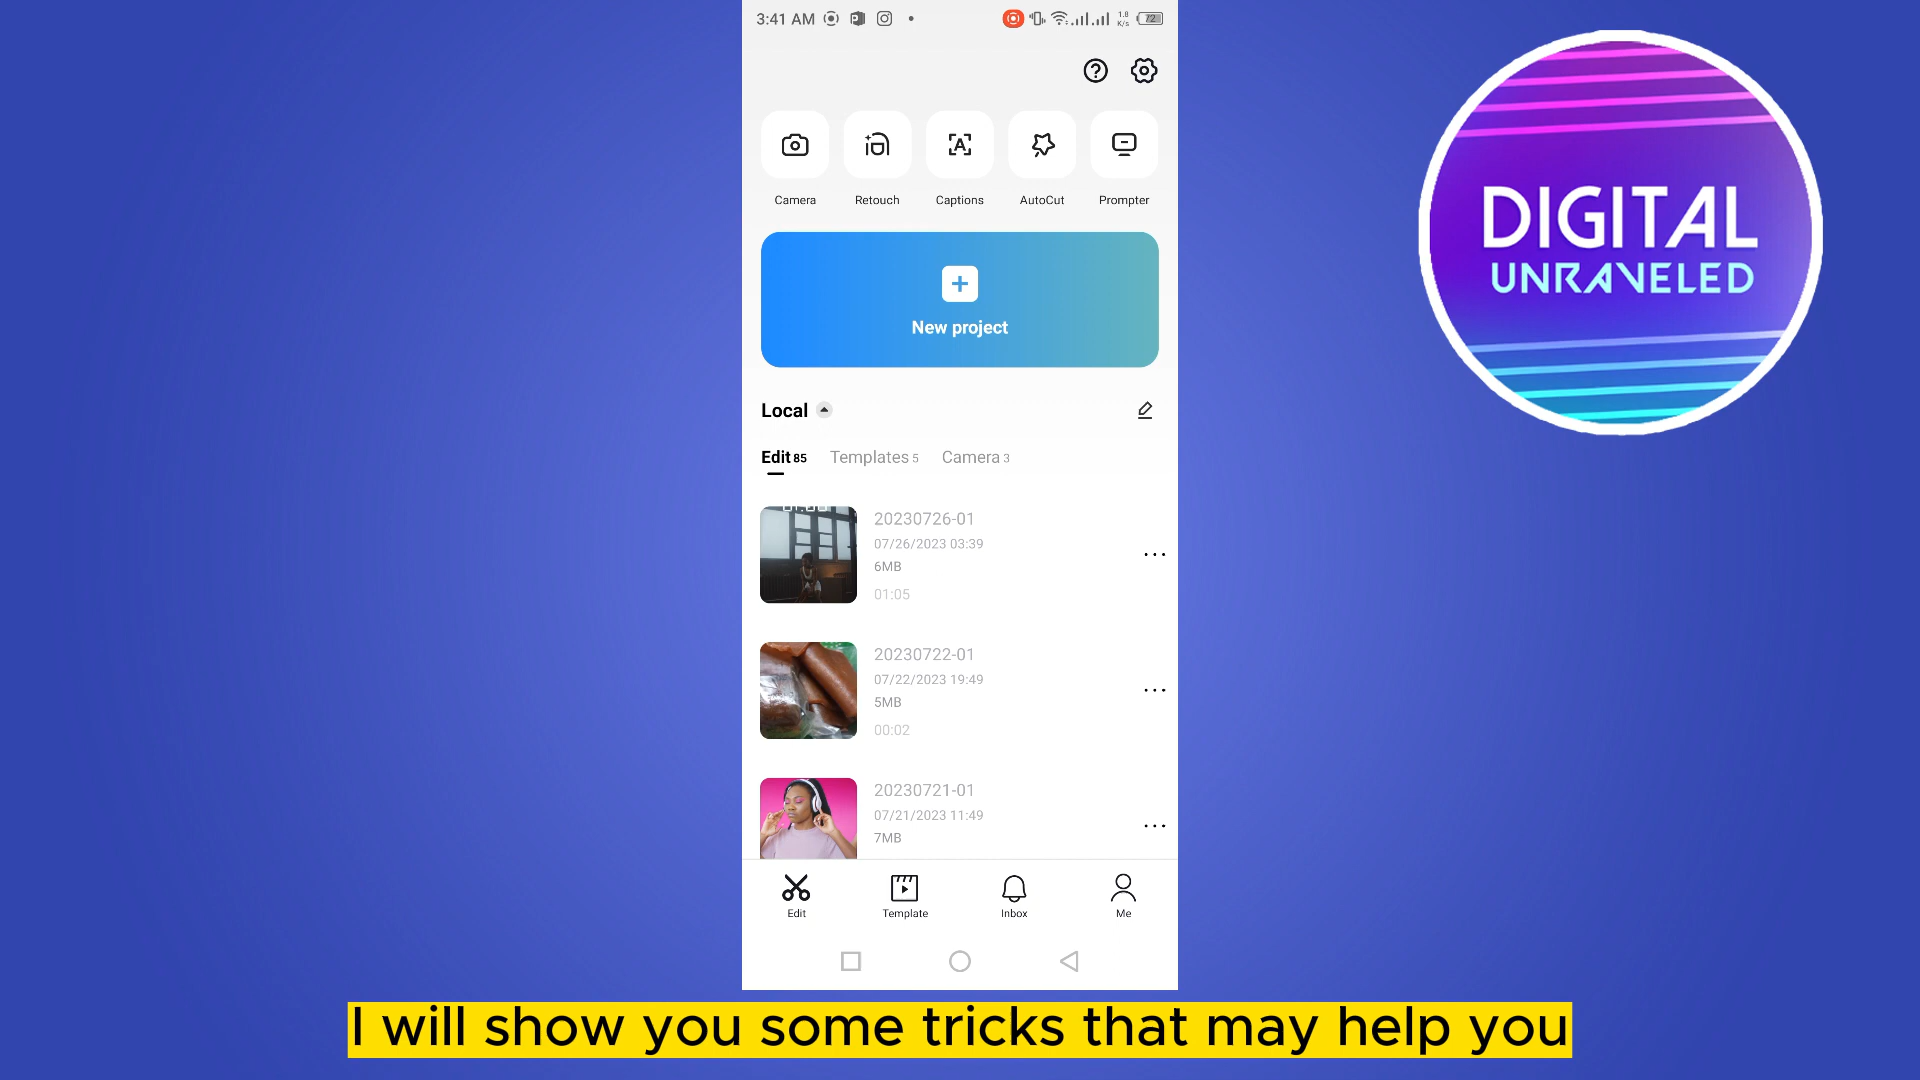 3:41 AM
1.8
K/s
72
DIGITAL
UNRAVELED
Camera
Retouch
Captions
AutoCut
Prompter
New project
Local
Edit 85
Templates 5
Camera 3
20230726-01
07/26/2023 03:39
6MB
01:05
20230722-01
07/22/2023 19:49
5MB
00:02
20230721-01
07/21/2023 11:49
7MB
Edit
Template
Inbox
Me
I will show you some tricks that may help you